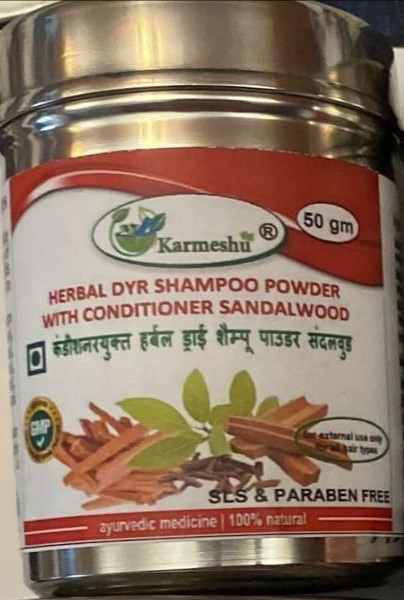 50 gm
Karmeshu ®
HERBAL DYR SHAMPOO POWDER
WITH CONDITIONER SANDALWOOD
कंडीशनरयुक्त हर्बल ड्राई शैम्पू पाउडर संदलवुड
GMP
for external use only
for all hair types
SLS & PARABEN FREE
ayurvedic medicine | 100% natural